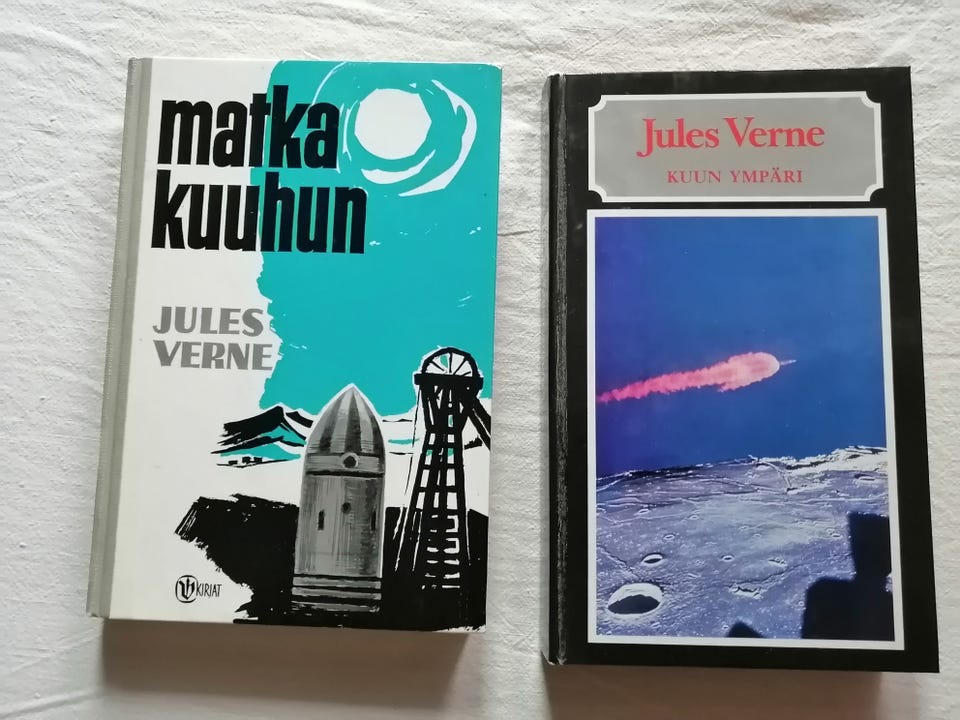 matka
kuuhun
JULES
VERNE
KIRJAT
Jules Verne
KUUN YMPÄRI